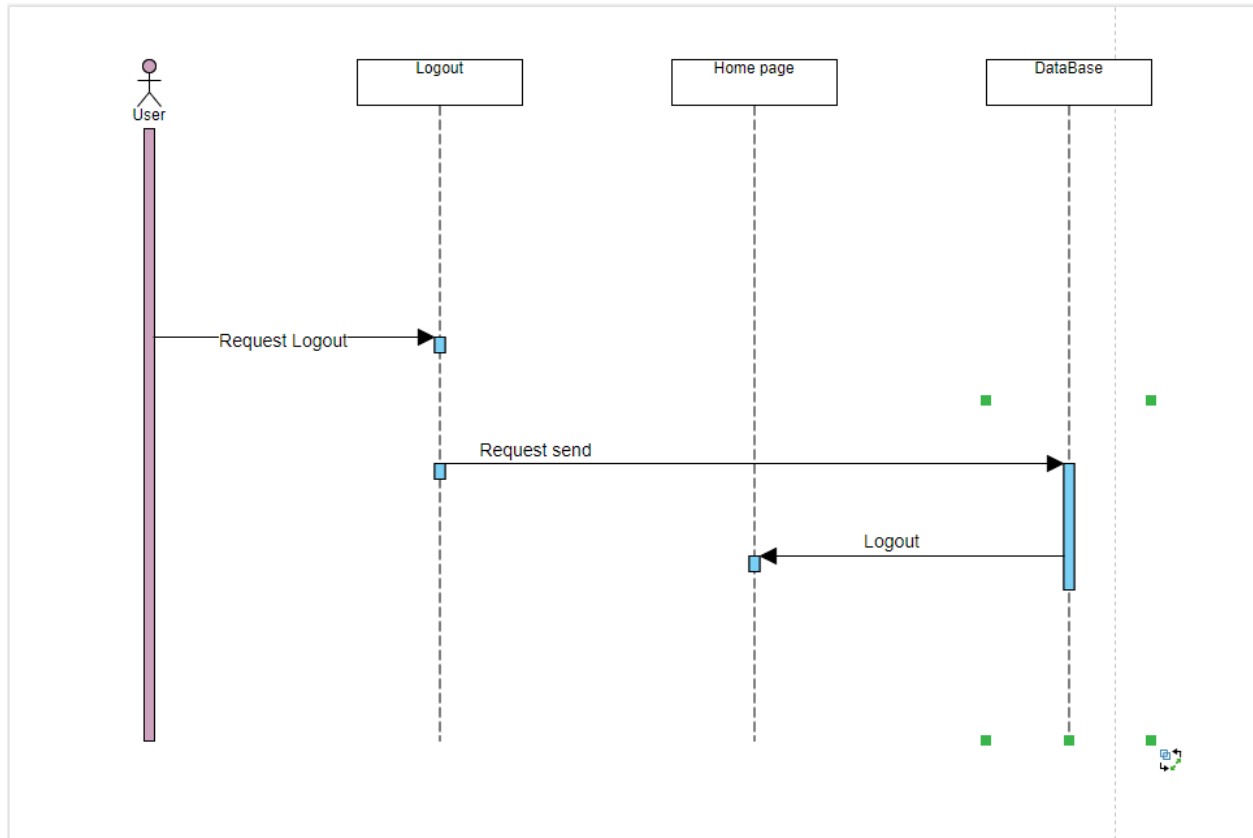 Logout
Home page
DataBase
User
Request Logout
Request send
Logout